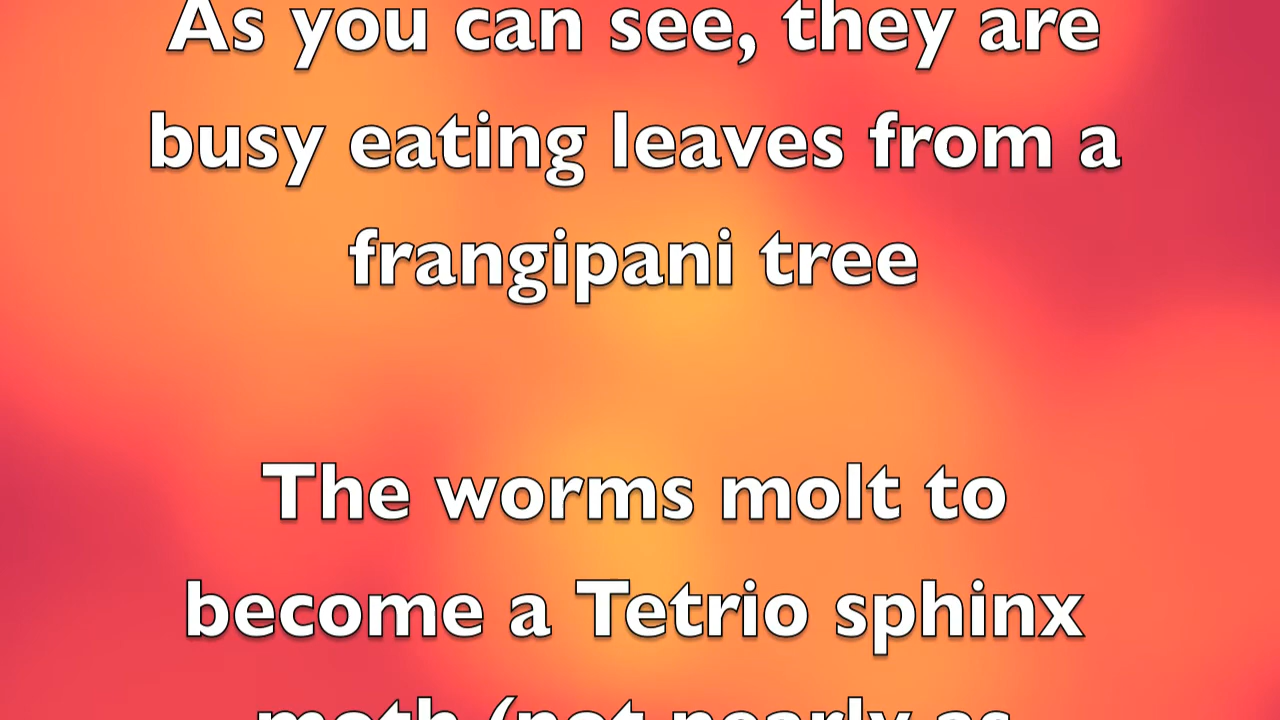 As you can see, they are
busy eating leaves from a
frangipani tree
The worms molt to
become a Tetrio sphinx
moth (not nearly as